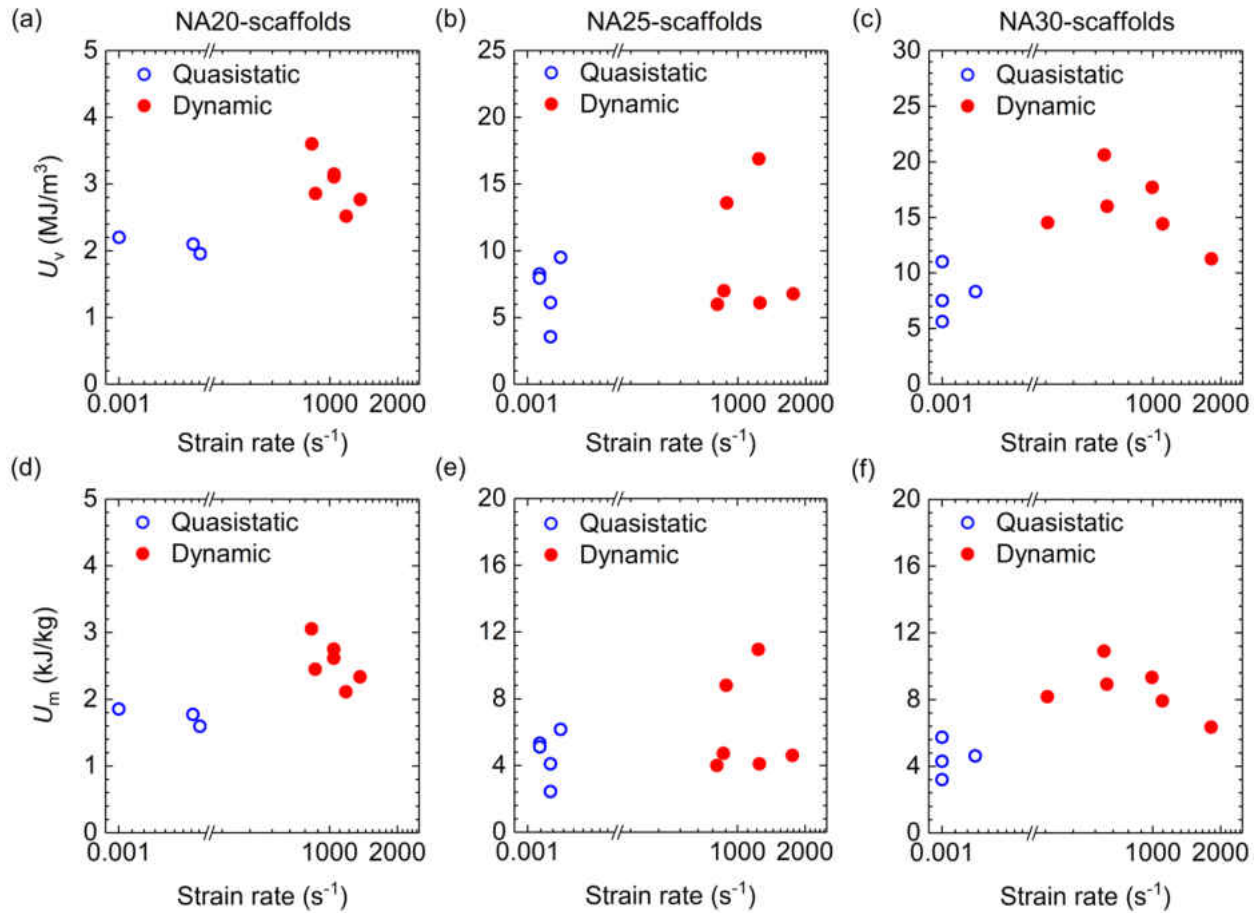 (a) NA20-scaffolds (b) NA25-scaffolds (c) NA30-scaffolds
5 25 30
Quasistatic Quasistatic Quasistatic
Dynamic Dynamic Dynamic
4 20 25
3 15 20
2 10 15
1 5 10
0 0 5
0
Uv (MJ/m³)
0.001 1000 2000 0.001 1000 2000 0.001 1000 2000
Strain rate (s⁻¹) Strain rate (s⁻¹) Strain rate (s⁻¹)
(d) (e) (f)
5 20 20
Quasistatic Quasistatic Quasistatic
Dynamic Dynamic Dynamic
4 16 16
3 12 12
2 8 8
1 4 4
0 0 0
Um (kJ/kg)
0.001 1000 2000 0.001 1000 2000 0.001 1000 2000
Strain rate (s⁻¹) Strain rate (s⁻¹) Strain rate (s⁻¹)